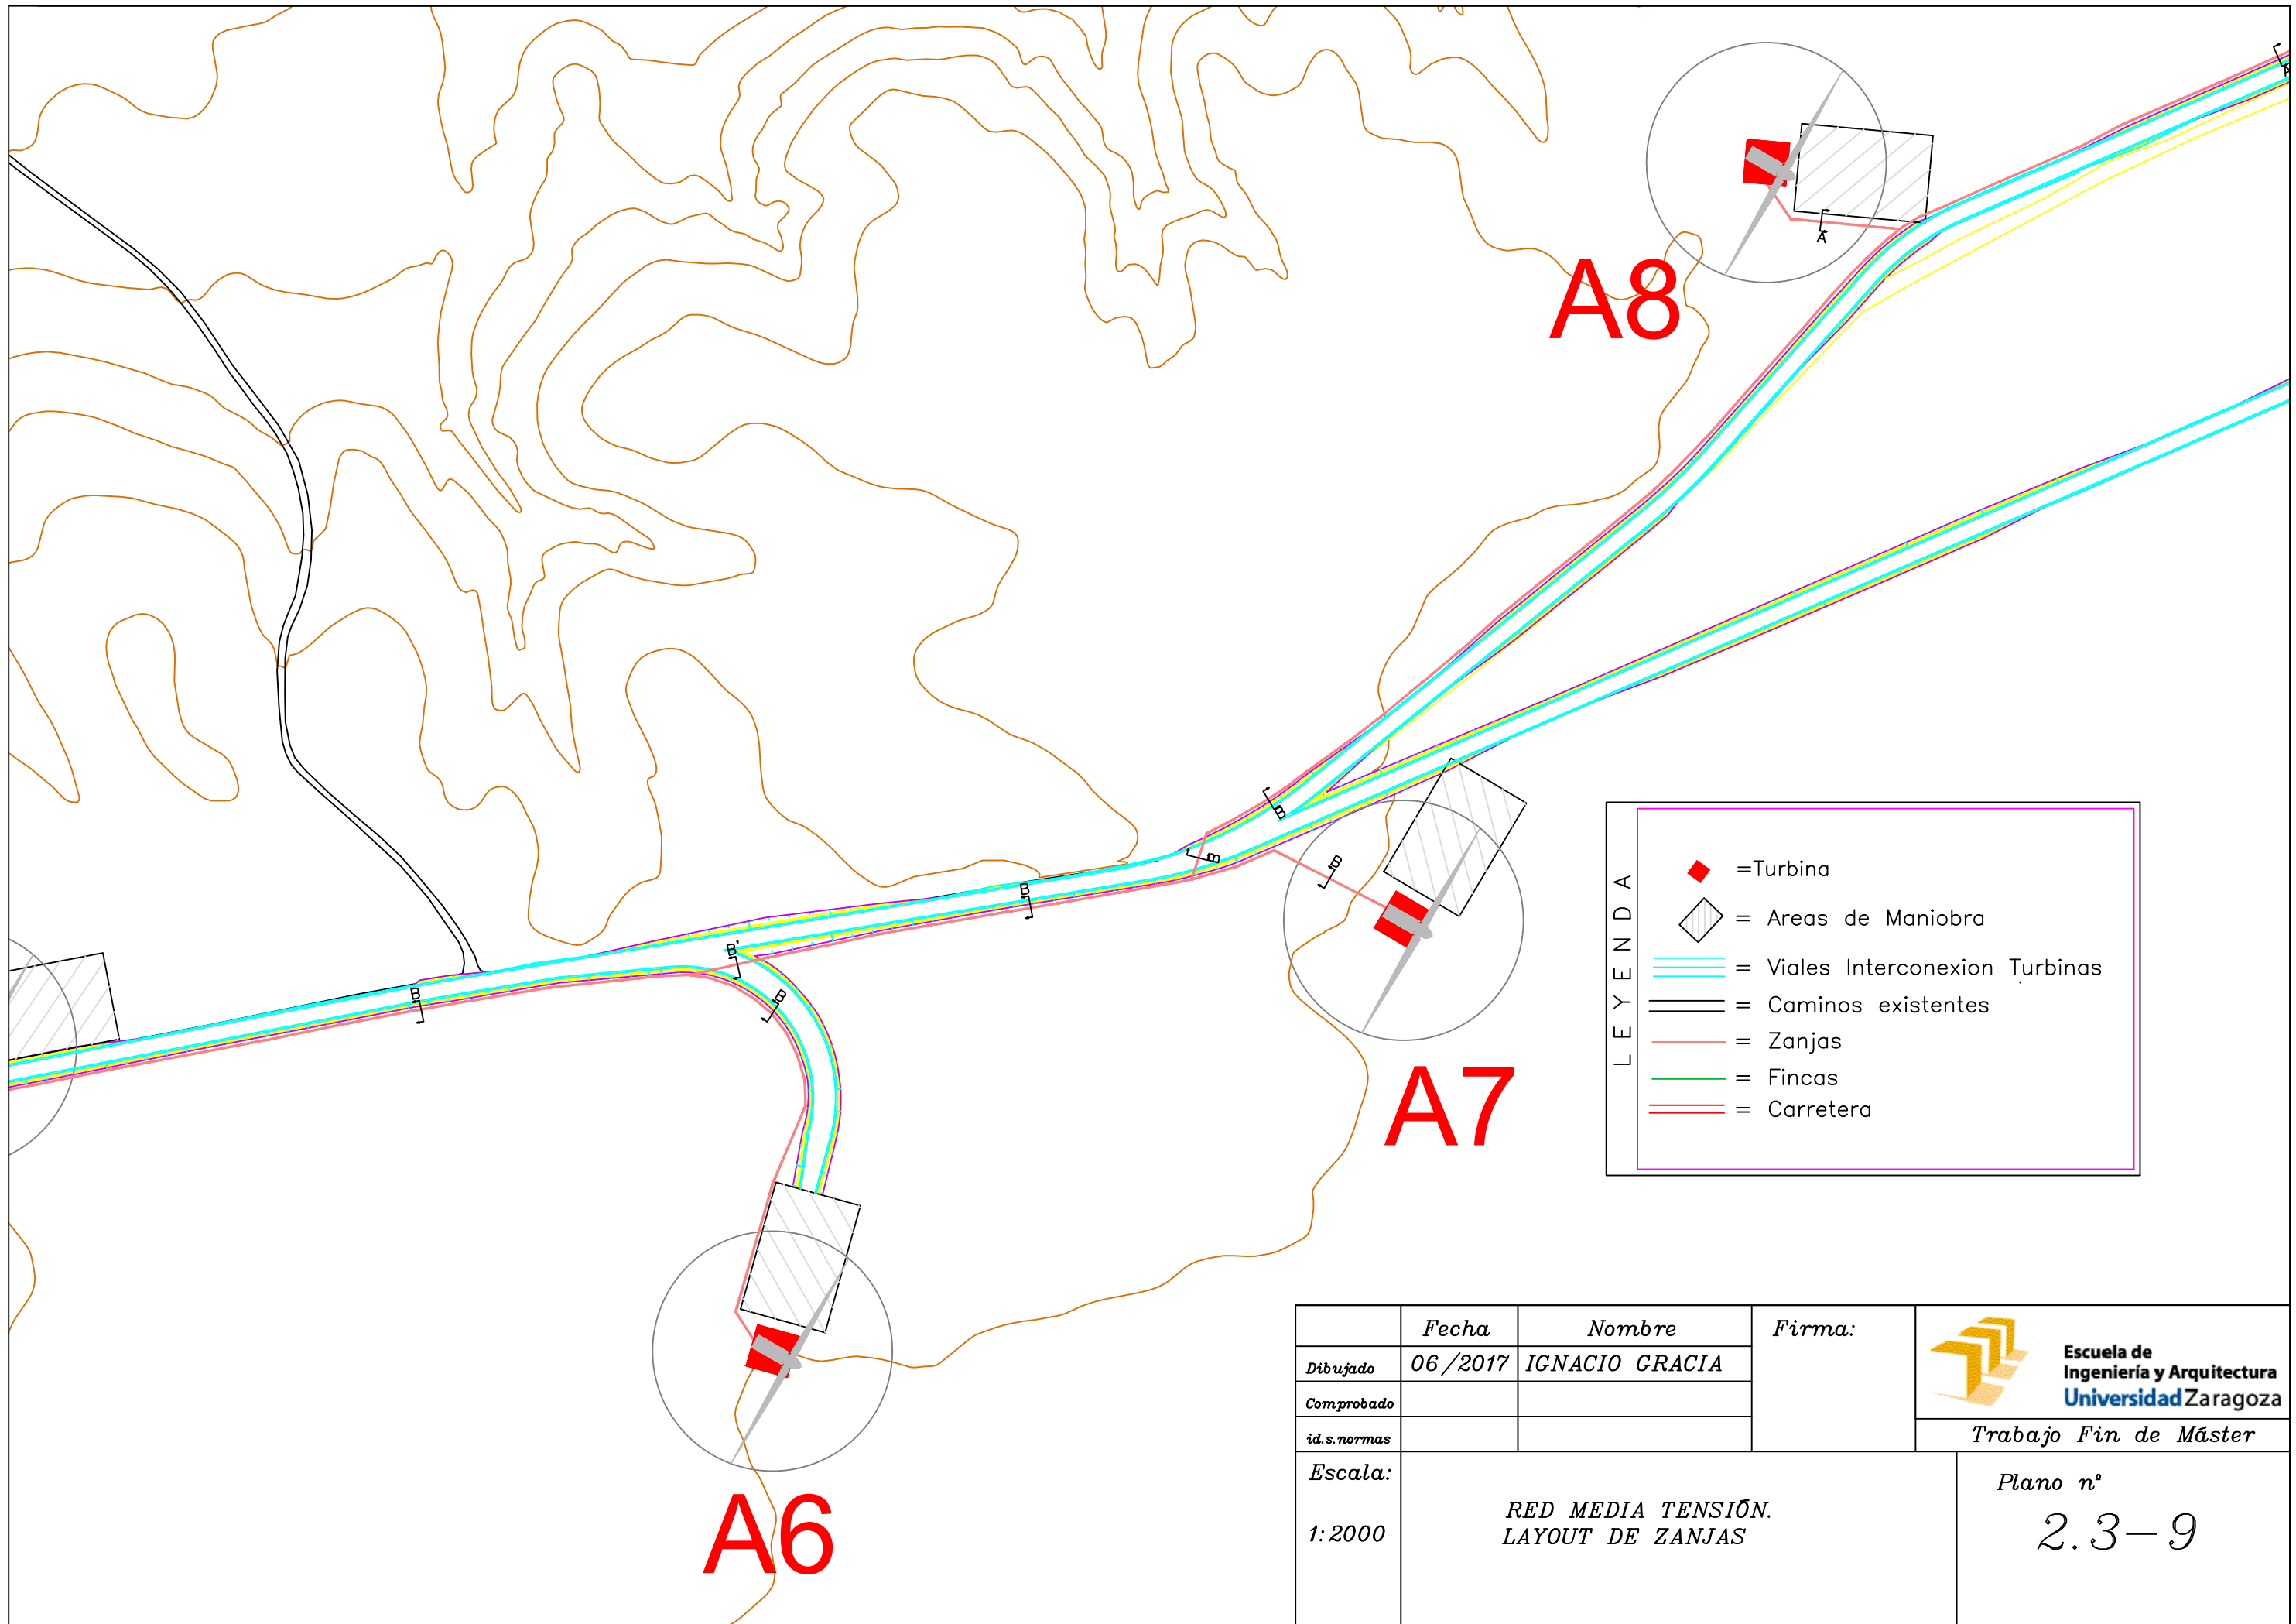 A
A
A8
B
B
B
B
B'
B
B
A7
A6
LEYENDA
=Turbina
= Areas de Maniobra
= Viales Interconexion Turbinas
= Caminos existentes
= Zanjas
= Fincas
= Carretera
Fecha Nombre Firma:
Dibujado 06/2017 IGNACIO GRACIA
Comprobado
id.s.normas
Escuela de
Ingeniería y Arquitectura
Universidad Zaragoza
Trabajo Fin de Máster
Escala:
1:2000
RED MEDIA TENSIÓN.
LAYOUT DE ZANJAS
Plano nº
2.3-9